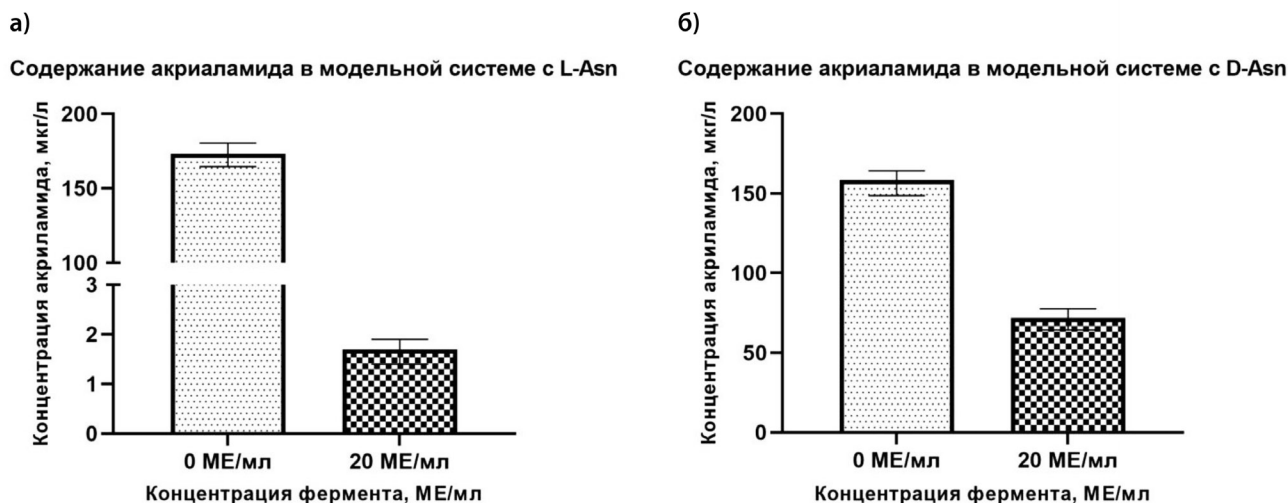 а)
Содержание акриаламида в модельной системе с L-Asn
Концентрация акриламида, мкг/л
200
150
100
3
2
1
0
0 МЕ/мл
20 МЕ/мл
Концентрация фермента, МЕ/мл
б)
Содержание акриаламида в модельной системе с D-Asn
Концентрация акриламида, мкг/л
200
150
100
50
0
0 МЕ/мл
20 МЕ/мл
Концентрация фермента, МЕ/мл